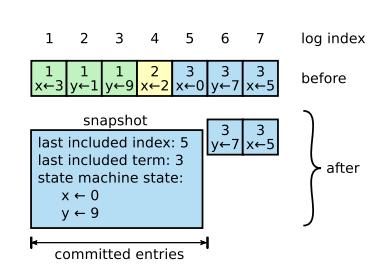 1 2 3 4 5 6 7 log index
1 1 1 2 3 3 3
x←3 y←1 y←9 x←2 x←0 y←7 x←5 before
snapshot
last included index: 5
last included term: 3
state machine state:
x ← 0
y ← 9
3 3
y←7 x←5
after
committed entries